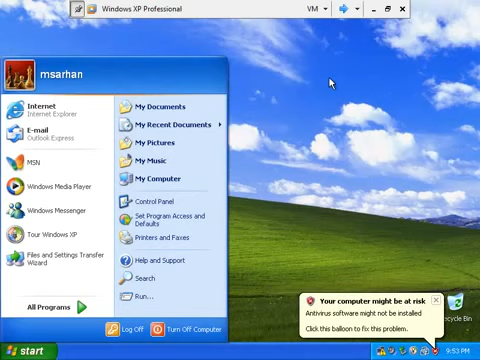 Windows XP Professional
VM
msarhan
Internet
Internet Explorer
E-mail
Outlook Express
MSN
Windows Media Player
Windows Messenger
Tour Windows XP
Files and Settings Transfer
Wizard
All Programs
My Documents
My Recent Documents
My Pictures
My Music
My Computer
Control Panel
Set Program Access and
Defaults
Printers and Faxes
Help and Support
Search
Run...
Log Off
Turn Off Computer
Your computer might be at risk
Antivirus software might not be installed
Click this balloon to fix this problem.
ecycle Bin
start
9:53 PM